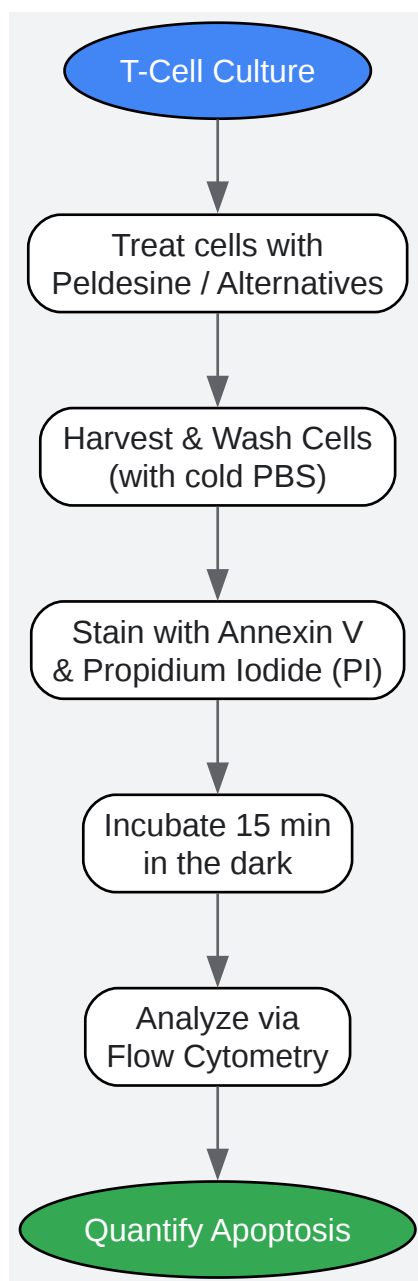 T-Cell Culture
Treat cells with
Peldesine / Alternatives
Harvest & Wash Cells
(with cold PBS)
Stain with Annexin V
& Propidium Iodide (PI)
Incubate 15 min
in the dark
Analyze via
Flow Cytometry
Quantify Apoptosis